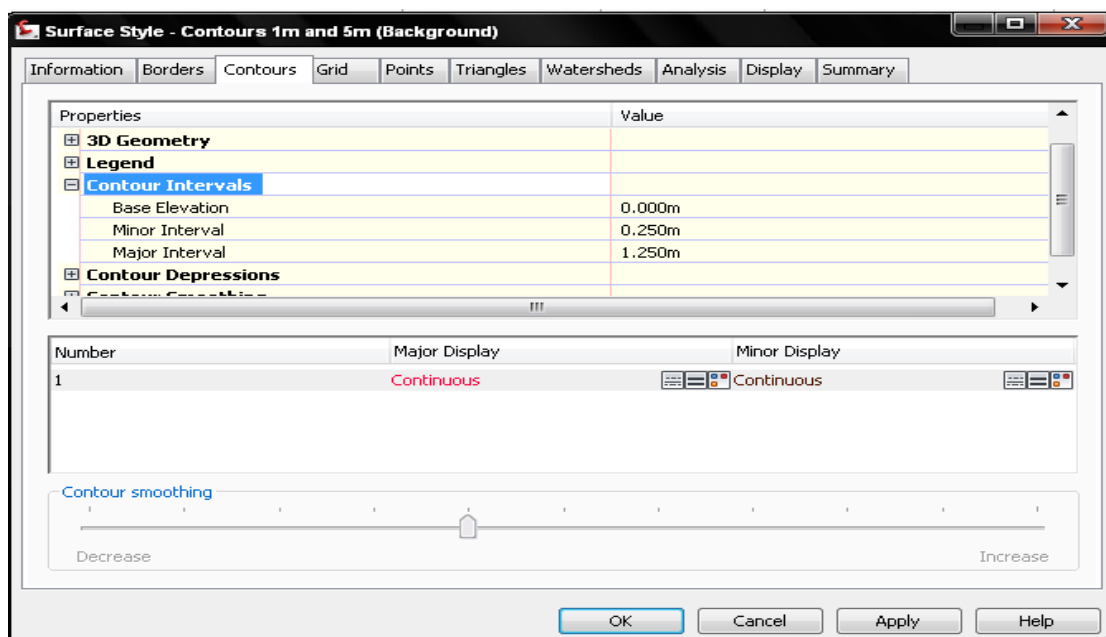 Surface Style - Contours 1m and 5m (Background)
Information Borders Contours Grid Points Triangles Watersheds Analysis Display Summary
Properties Value
3D Geometry
Legend
Contour Intervals
Base Elevation 0.000m
Minor Interval 0.250m
Major Interval 1.250m
Contour Depressions
Contour Smoothing
Number Major Display Minor Display
1 Continuous Continuous
Contour smoothing
Decrease Increase
OK Cancel Apply Help